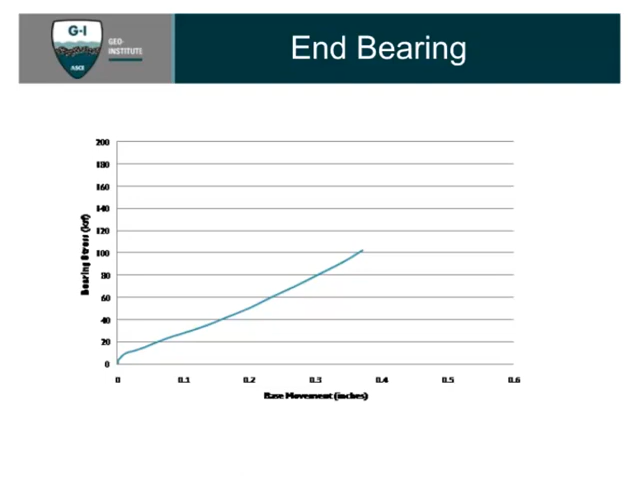 G-I
GEO-
INSTITUTE
ASCE
End Bearing
200
180
160
140
120
100
80
60
40
20
0
Bearing Stress (ksf)
0 0.1 0.2 0.3 0.4 0.5 0.6
Base Movement (inches)